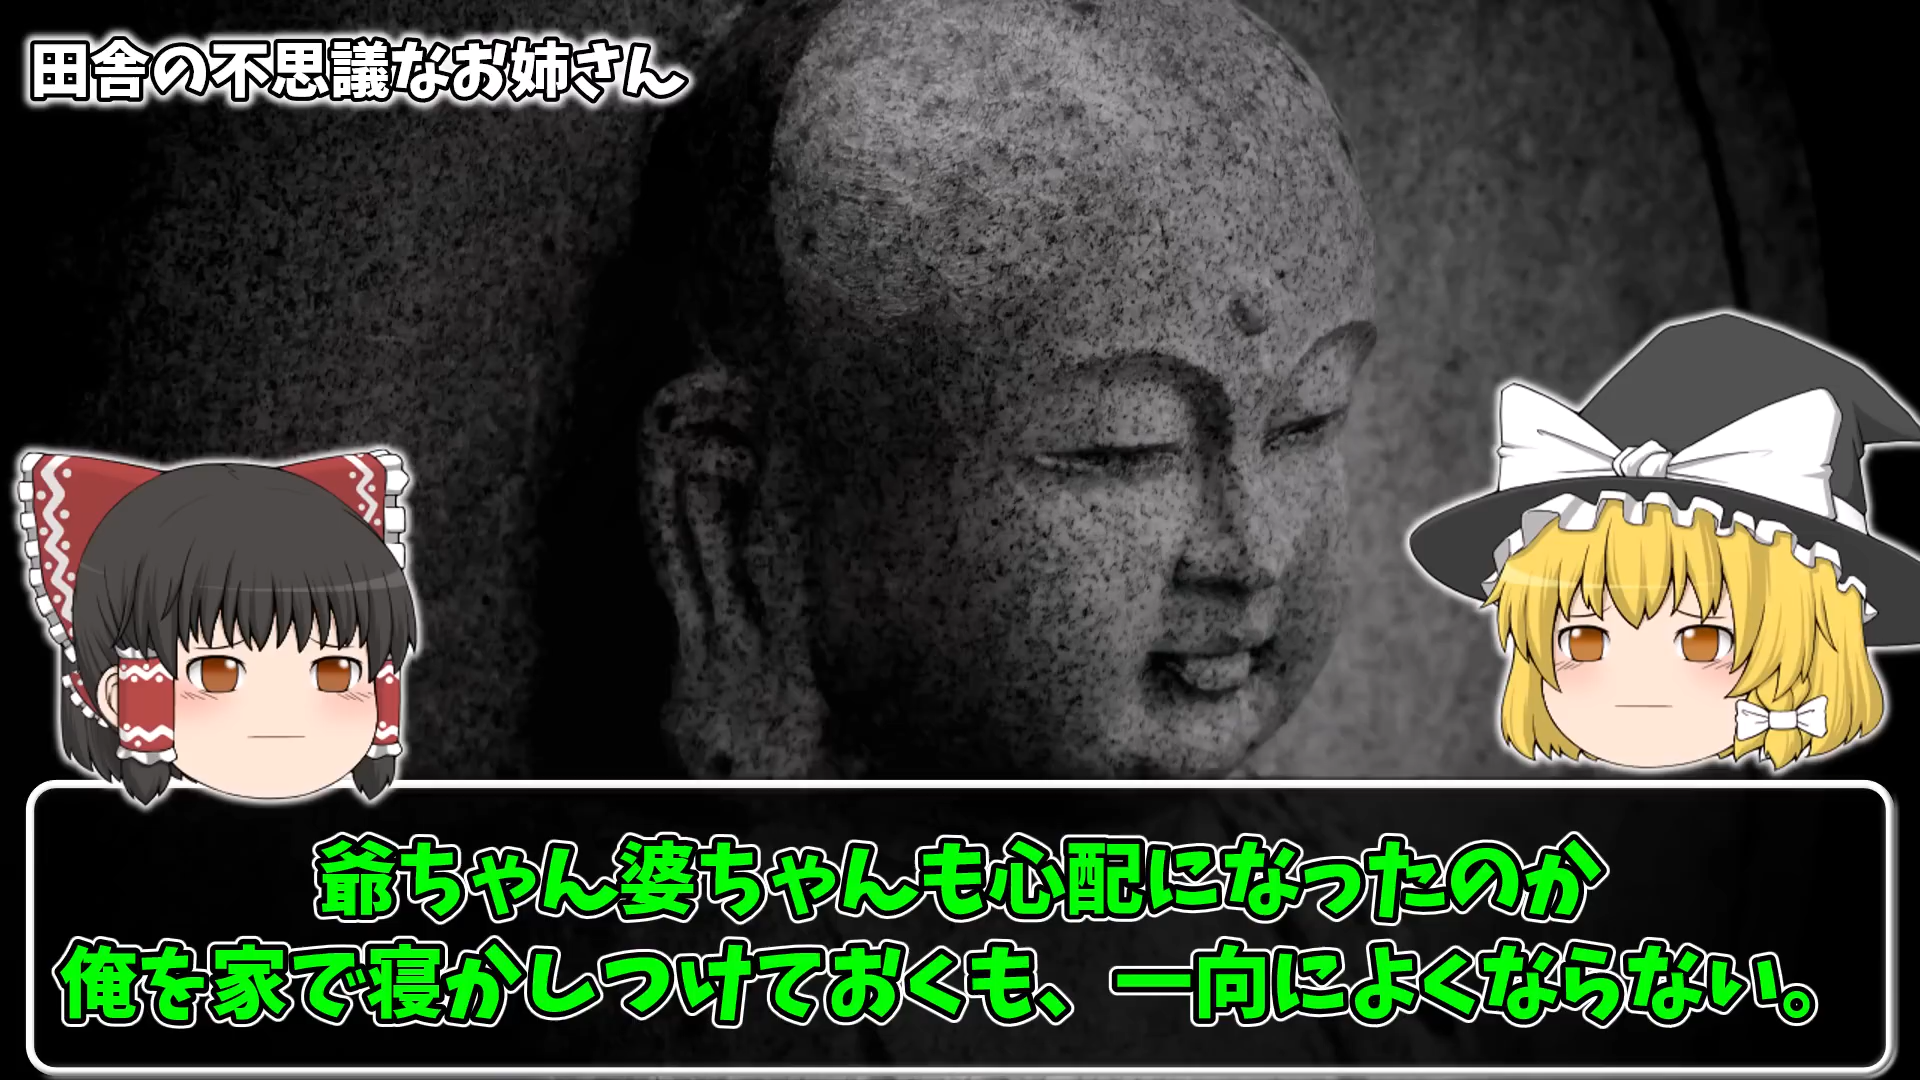 田舎の不思議なお姉さん
爺ちゃん婆ちゃんも心配になったのか
俺を家で寝かしつけておくも、一向によくならない。